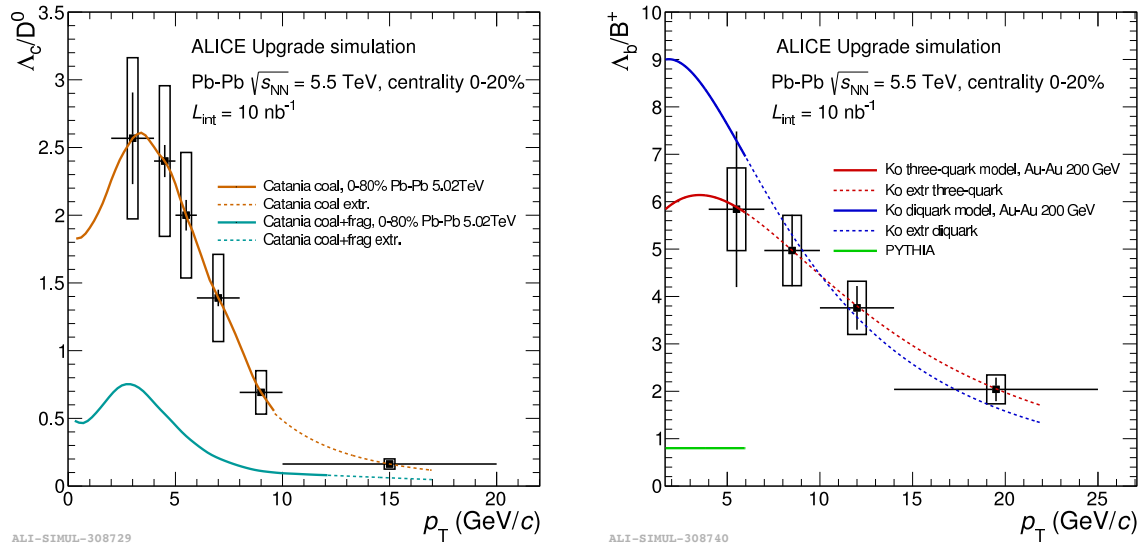 Λc/D0
ALICE Upgrade simulation
Pb-Pb √sNN = 5.5 TeV, centrality 0-20%
Lint = 10 nb-1
Catania coal, 0-80% Pb-Pb 5.02TeV
Catania coal extr.
Catania coal+frag, 0-80% Pb-Pb 5.02TeV
Catania coal+frag extr.
3.5
3
2.5
2
1.5
1
0.5
0
0 5 10 15 20
pT (GeV/c)
ALI-SIMUL-308729
Λb/B+
ALICE Upgrade simulation
Pb-Pb √sNN = 5.5 TeV, centrality 0-20%
Lint = 10 nb-1
Ko three-quark model, Au-Au 200 GeV
Ko extr three-quark
Ko diquark model, Au-Au 200 GeV
Ko extr diquark
PYTHIA
10
9
8
7
6
5
4
3
2
1
0
5 10 15 20 25
pT (GeV/c)
ALI-SIMUL-308740